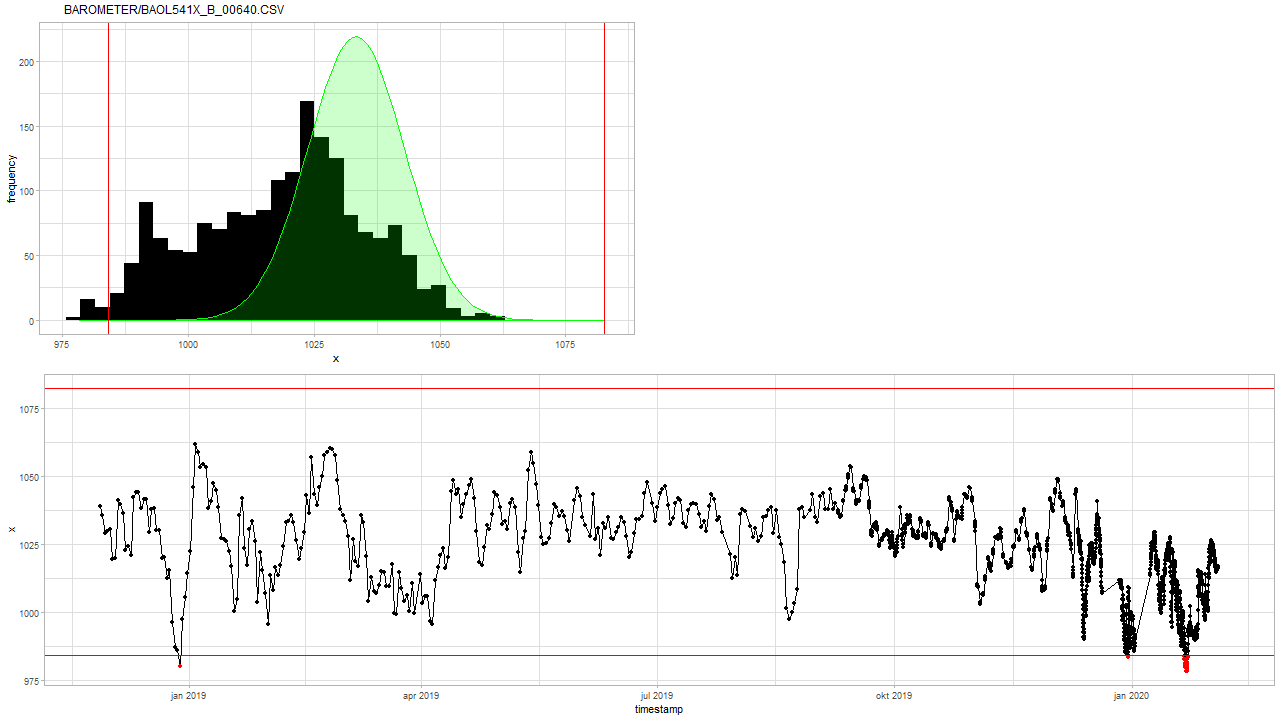 BAROMETER/BAOL541X_B_00640.CSV
200
150
100
50
0
frequency
975
1000
1025
1050
1075
x
1075
1050
1025
1000
975
x
jan 2019
apr 2019
jul 2019
okt 2019
jan 2020
timestamp